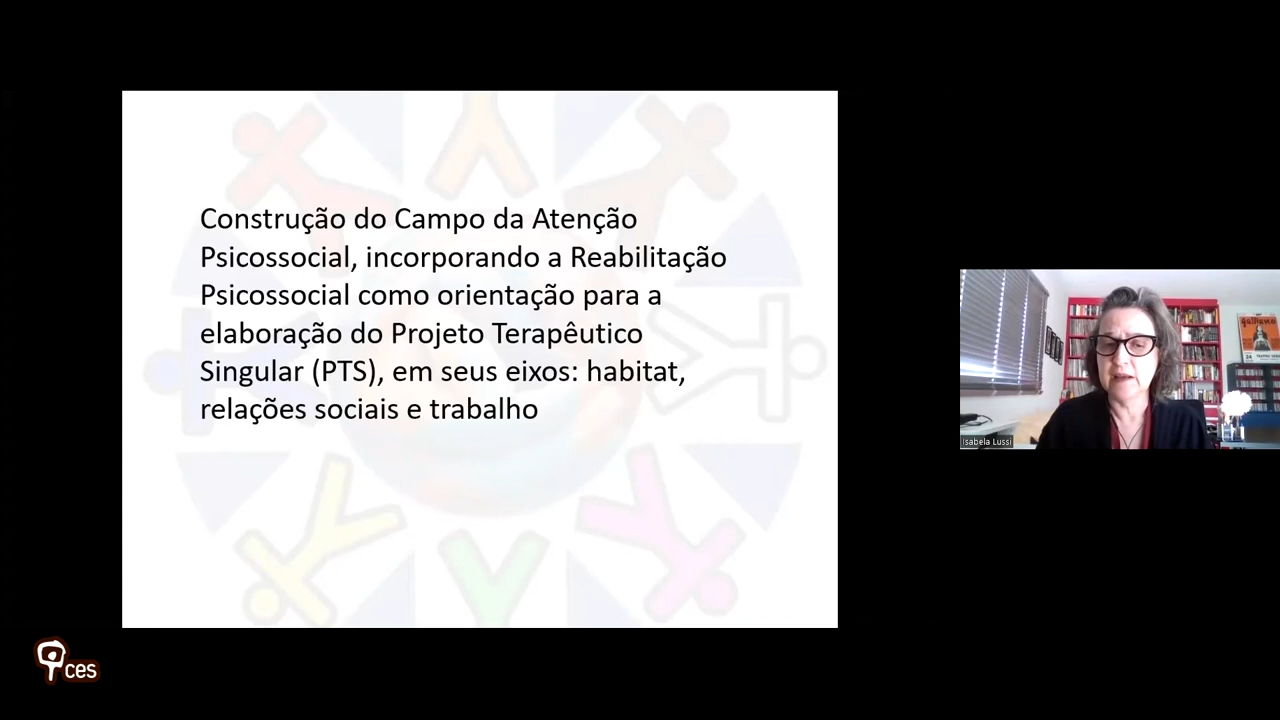 Construção do Campo da Atenção
Psicossocial, incorporando a Reabilitação
Psicossocial como orientação para a
elaboração do Projeto Terapêutico
Singular (PTS), em seus eixos: habitat,
relações sociais e trabalho
Isabela Lussi
ces